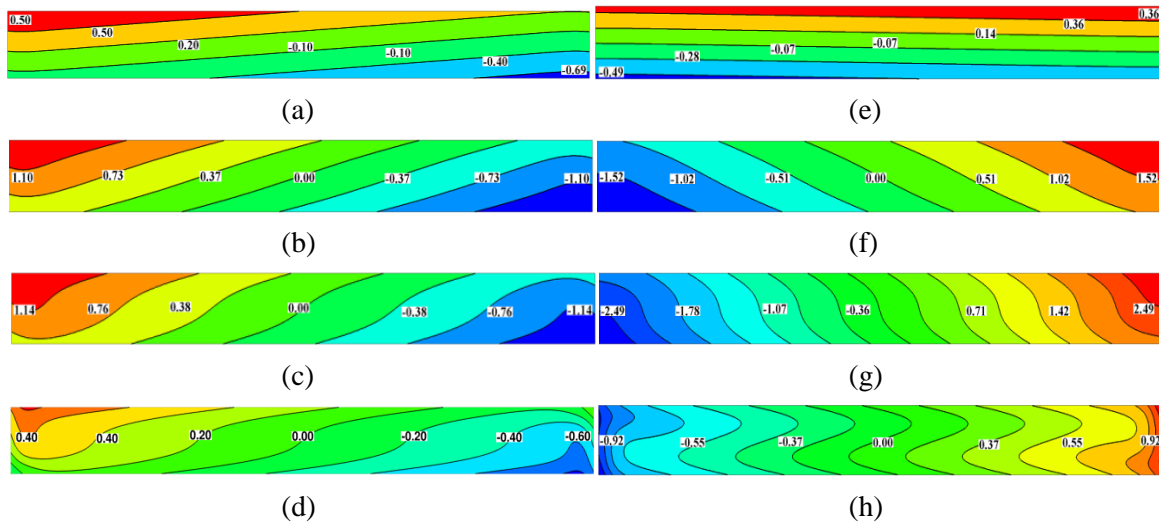 0.50 0.50 0.20 -0.10 -0.10 -0.40 -0.69
(a)
0.36 0.36 0.14 -0.07 -0.07 -0.28 -0.49
(e)
1.10 0.73 0.37 0.00 -0.37 -0.73 -1.10
(b)
-1.52 -1.02 -0.51 0.00 0.51 1.02 1.52
(f)
1.14 0.76 0.38 0.00 -0.38 -0.76 -1.14
(c)
-2.49 -1.78 -1.07 -0.36 0.71 1.42 2.49
(g)
0.40 0.40 0.20 0.00 -0.20 -0.40 -0.60
(d)
-0.92 -0.55 -0.37 0.00 0.37 0.55 0.92
(h)